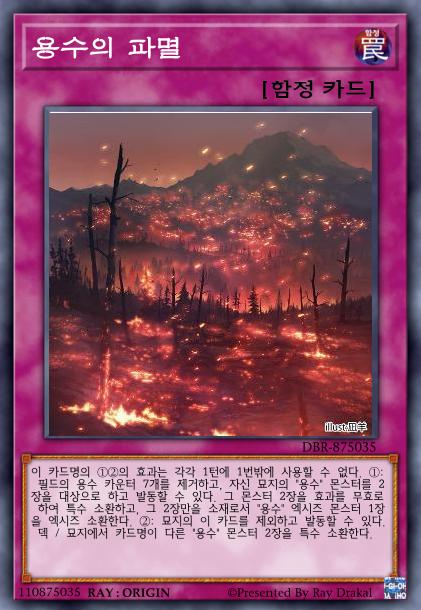 용수의 파멸
함정
罠
[함정 카드]
illust.田羊
DBR-875035
이 카드명의 ①②의 효과는 각각 1턴에 1번밖에 사용할 수 없다. ①:
필드의 용수 카운터 7개를 제거하고, 자신 묘지의 "용수" 몬스터를 2
장을 대상으로 하고 발동할 수 있다. 그 몬스터 2장을 효과를 무효로
하여 특수 소환하고, 그 2장만을 소재로서 "용수" 엑시즈 몬스터 1장
을 엑시즈 소환한다. ②: 묘지의 이 카드를 제외하고 발동할 수 있다.
덱 / 묘지에서 카드명이 다른 "용수" 몬스터 2장을 특수 소환한다.
110875035 RAY : ORIGIN ©Presented By Ray Drakal